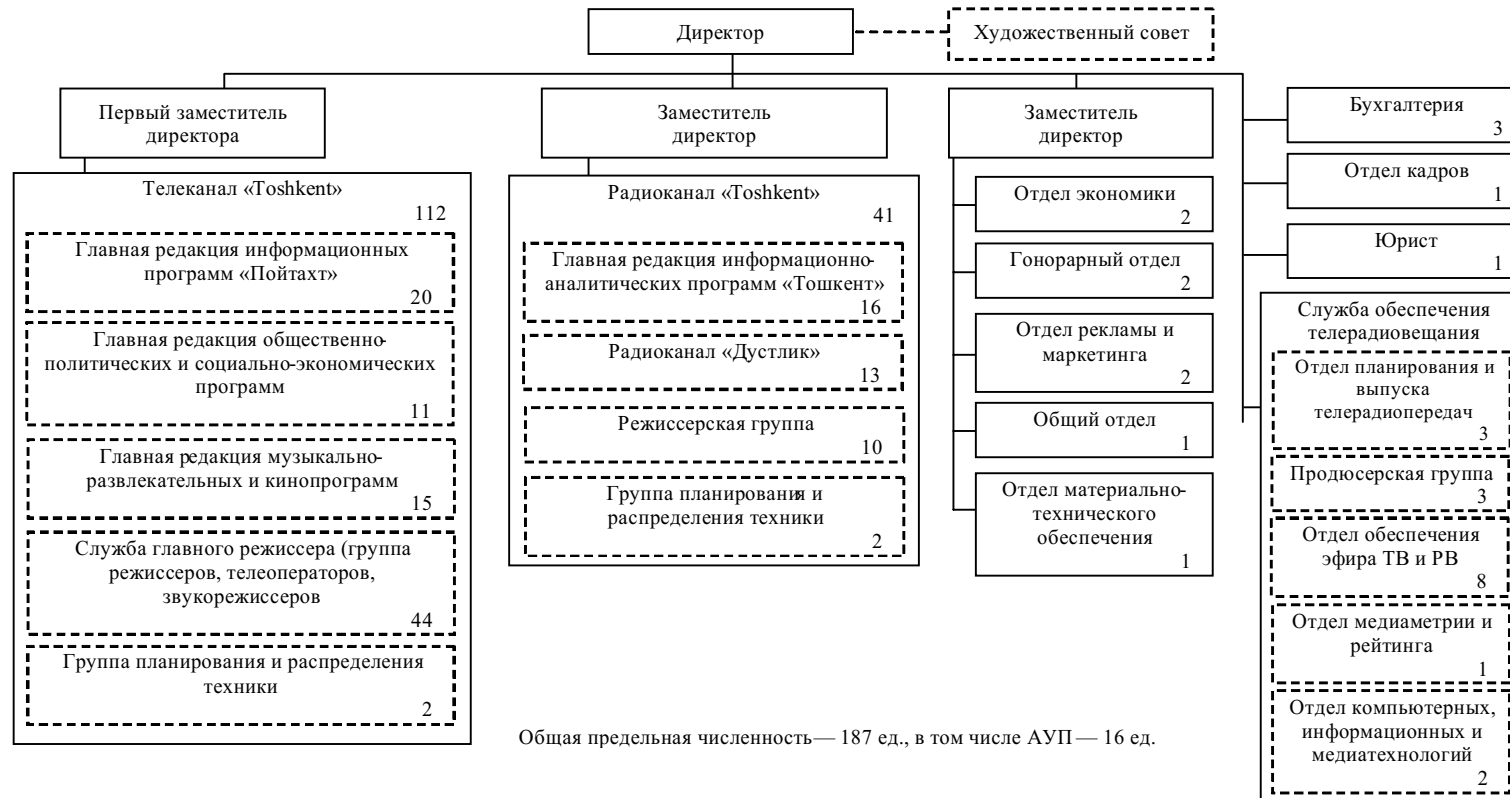 Директор
Художественный совет
Первый заместитель
директора
Заместитель
директор
Заместитель
директор
Бухгалтерия
3
Отдел кадров
1
Юрист
1
Телеканал «Toshkent»
112
Главная редакция информационных
программ «Пойтахт»
20
Главная редакция общественно-
политических и социально-экономических
программ
11
Главная редакция музыкально-
развлекательных и кинопрограмм
15
Служба главного режиссера (группа
режиссеров, телеоператоров,
звукорежиссеров
44
Группа планирования и распределения
техники
2
Радиоканал «Toshkent»
41
Главная редакция информационно-
аналитических программ «Тошкент»
16
Радиоканал «Дустлик»
13
Режиссерская группа
10
Группа планирования и
распределения техники
2
Отдел экономики
2
Гонорарный отдел
2
Отдел рекламы и
маркетинга
2
Общий отдел
1
Отдел материально-
технического
обеспечения
1
Служба обеспечения
телерадиовещания
Отдел планирования и
выпуска
телерадиопередач
3
Продюсерская группа
3
Отдел обеспечения
эфира ТВ и РВ
8
Отдел медиаметрии и
рейтинга
1
Отдел компьютерных,
информационных и
медиатехнологий
2
Общая предельная численность— 187 ед., в том числе АУП — 16 ед.